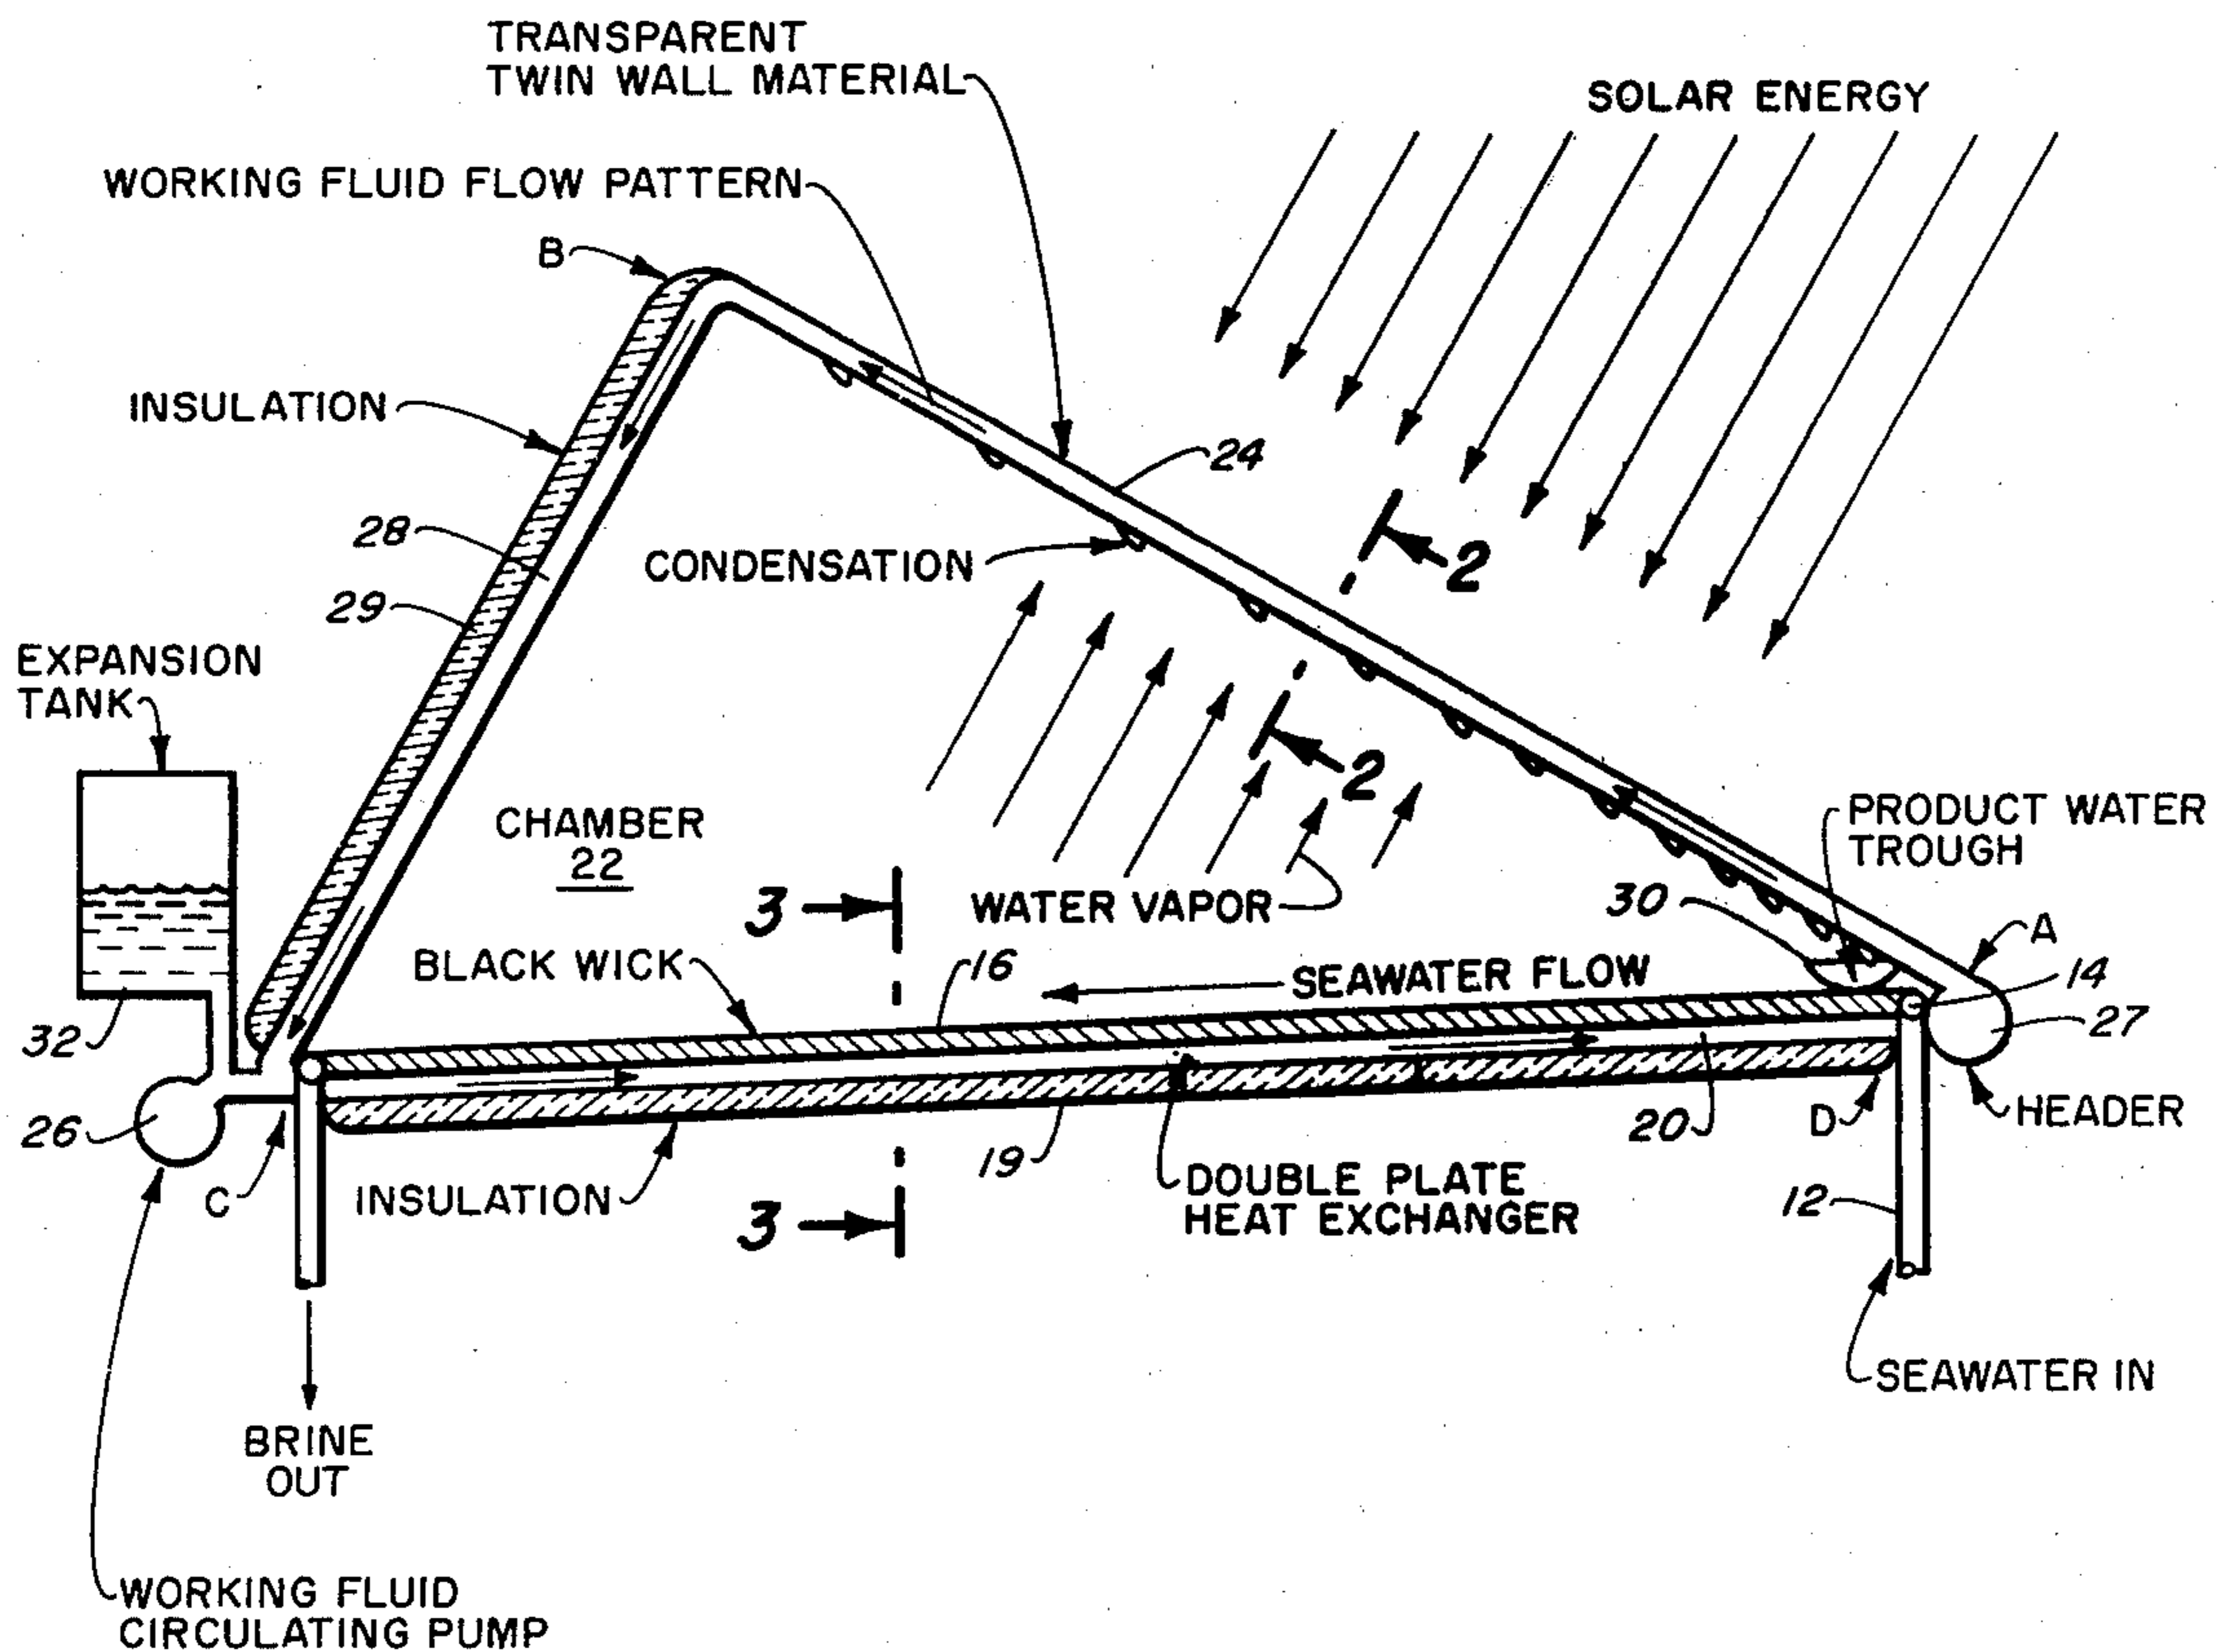 TRANSPARENT
TWIN WALL MATERIAL
SOLAR ENERGY
WORKING FLUID FLOW PATTERN
B
INSULATION
24
28
CONDENSATION
2
29
EXPANSION
TANK
2
CHAMBER
22
PRODUCT WATER
TROUGH
30
3
WATER VAPOR
A
BLACK WICK
16
SEAWATER FLOW
14
32
27
26
C
INSULATION
19
20
D
HEADER
DOUBLE PLATE
HEAT EXCHANGER
3
12
SEAWATER IN
BRINE
OUT
WORKING FLUID
CIRCULATING PUMP